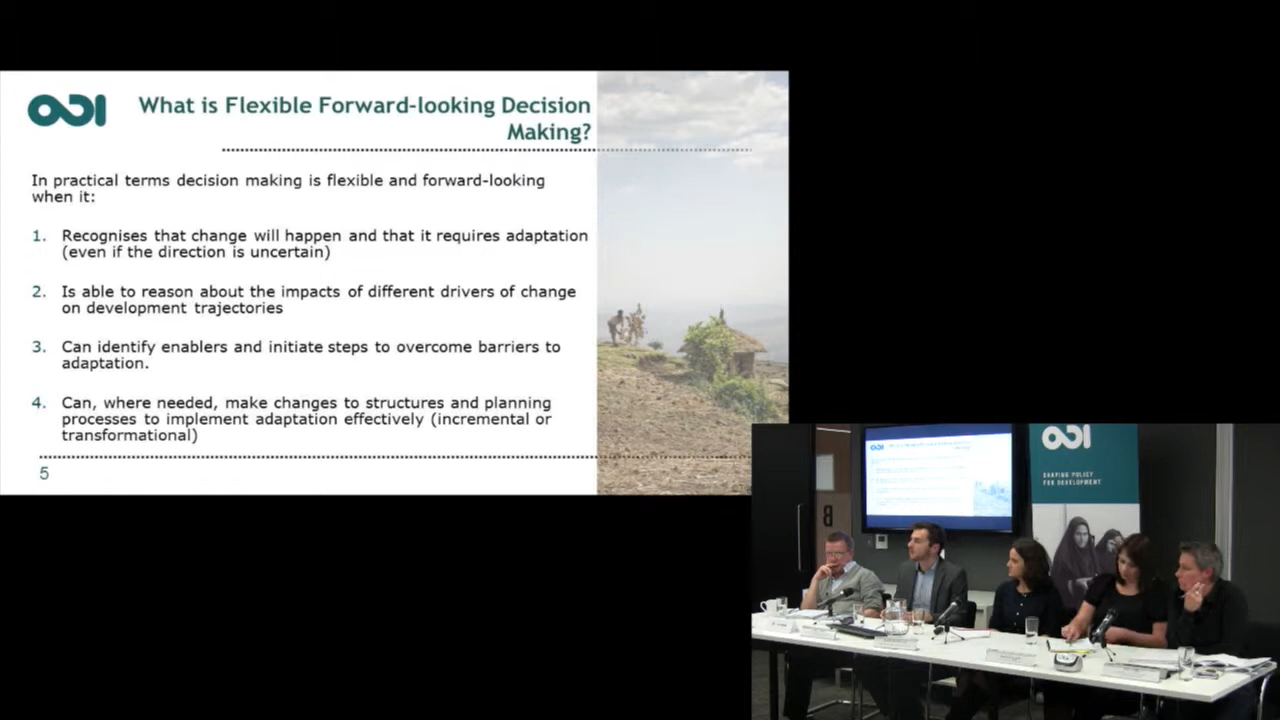 ODI
What is Flexible Forward-looking Decision
Making?
In practical terms decision making is flexible and forward-looking
when it:
1. Recognises that change will happen and that it requires adaptation
(even if the direction is uncertain)
2. Is able to reason about the impacts of different drivers of change
on development trajectories
3. Can identify enablers and initiate steps to overcome barriers to
adaptation.
4. Can, where needed, make changes to structures and planning
processes to implement adaptation effectively (incremental or
transformational)
5
ODI
SHAPING POLICY
FOR DEVELOPMENT
B